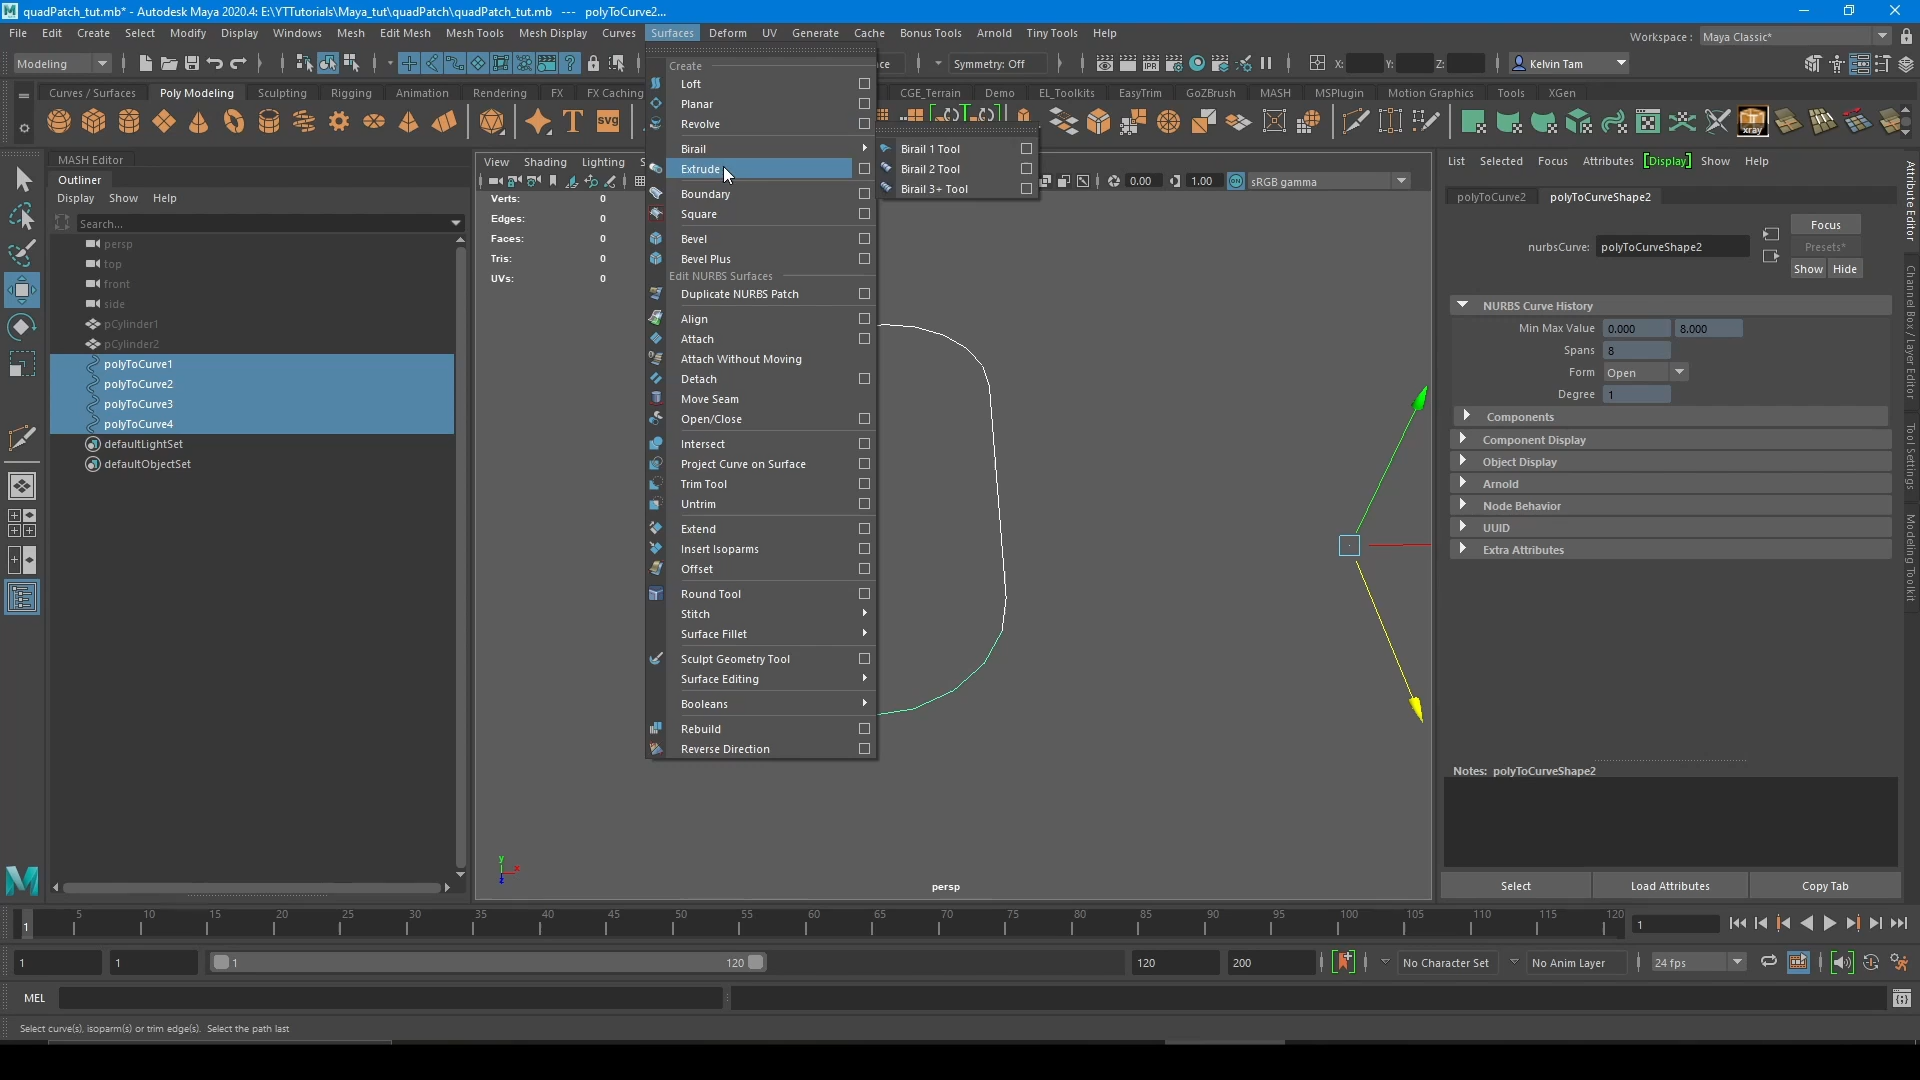 quadPatch_tut.mb* - Autodesk Maya 2020.4: E:\YTTutorials\Maya_tut\quadPatch\quadPatch_tut.mb   ---   polyToCurve2...
File Edit Create Select Modify Display Windows Mesh Edit Mesh Mesh Tools Mesh Display Curves Surfaces Deform UV Generate Cache Bonus Tools Arnold Tiny Tools Help
Workspace : Maya Classic*
Modeling Symmetry: Off X: Y: Z: Kelvin Tam
Curves / Surfaces Poly Modeling Sculpting Rigging Animation Rendering FX FX Caching CGE_Terrain Demo EL_Toolkits EasyTrim GoZBrush MASH MSPlugin Motion Graphics Tools XGen
SVG
xray
MASH Editor
Outliner
Display Show Help
Search...
persp
top
front
side
pCylinder1
pCylinder2
polyToCurve1
polyToCurve2
polyToCurve3
polyToCurve4
defaultLightSet
defaultObjectSet
View Shading Lighting
0.00 1.00 ON sRGB gamma
Verts: 0
Edges: 0
Faces: 0
Tris: 0
UVs: 0
Create
Loft
Planar
Revolve
Birail
Extrude
Boundary
Square
Bevel
Bevel Plus
Edit NURBS Surfaces
Duplicate NURBS Patch
Align
Attach
Attach Without Moving
Detach
Move Seam
Open/Close
Intersect
Project Curve on Surface
Trim Tool
Untrim
Extend
Insert Isoparms
Offset
Round Tool
Stitch
Surface Fillet
Sculpt Geometry Tool
Surface Editing
Booleans
Rebuild
Reverse Direction
Birail 1 Tool
Birail 2 Tool
Birail 3+ Tool
y
x
z
persp
List Selected Focus Attributes [Display] Show Help
polyToCurve2 polyToCurveShape2
Focus
nurbsCurve: polyToCurveShape2
Presets*
Show Hide
NURBS Curve History
Min Max Value 0.000 8.000
Spans 8
Form Open
Degree 1
Components
Component Display
Object Display
Arnold
Node Behavior
UUID
Extra Attributes
Notes: polyToCurveShape2
Select Load Attributes Copy Tab
Attribute Editor
Channel Box / Layer Editor
Tool Settings
Modeling Toolkit
1 5 10 15 20 25 30 35 40 45 50 55 60 65 70 75 80 85 90 95 100 105 110 115 120 1
1 1 1 120 120 200 No Character Set No Anim Layer 24 fps
MEL
Select curve(s), isoparm(s) or trim edge(s).  Select the path last